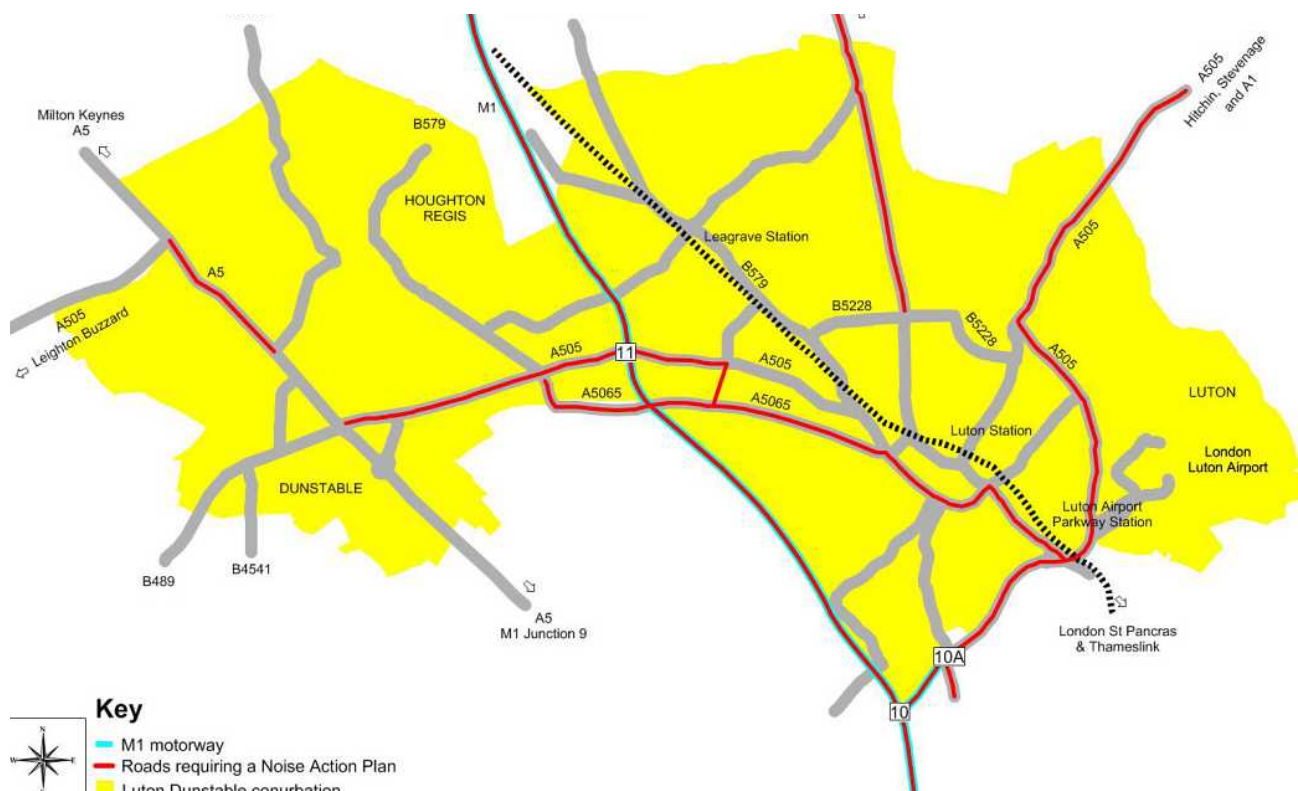 M1
A505
Hitchin, Stevenage
and A1
Milton Keynes
A5
B579
HOUGHTON
REGIS
Leagrave Station
A505
A5
B579
B5228
B5228
A505
Leighton Buzzard
A505
11
A505
A505
A5065
A5065
LUTON
Luton Station
London
Luton Airport
DUNSTABLE
Luton Airport
Parkway Station
B489
B4541
A5
M1 Junction 9
London St Pancras
& Thameslink
10A
10
Key
N
W
E
M1 motorway
Roads requiring a Noise Action Plan
Luton Dunstable conurbation